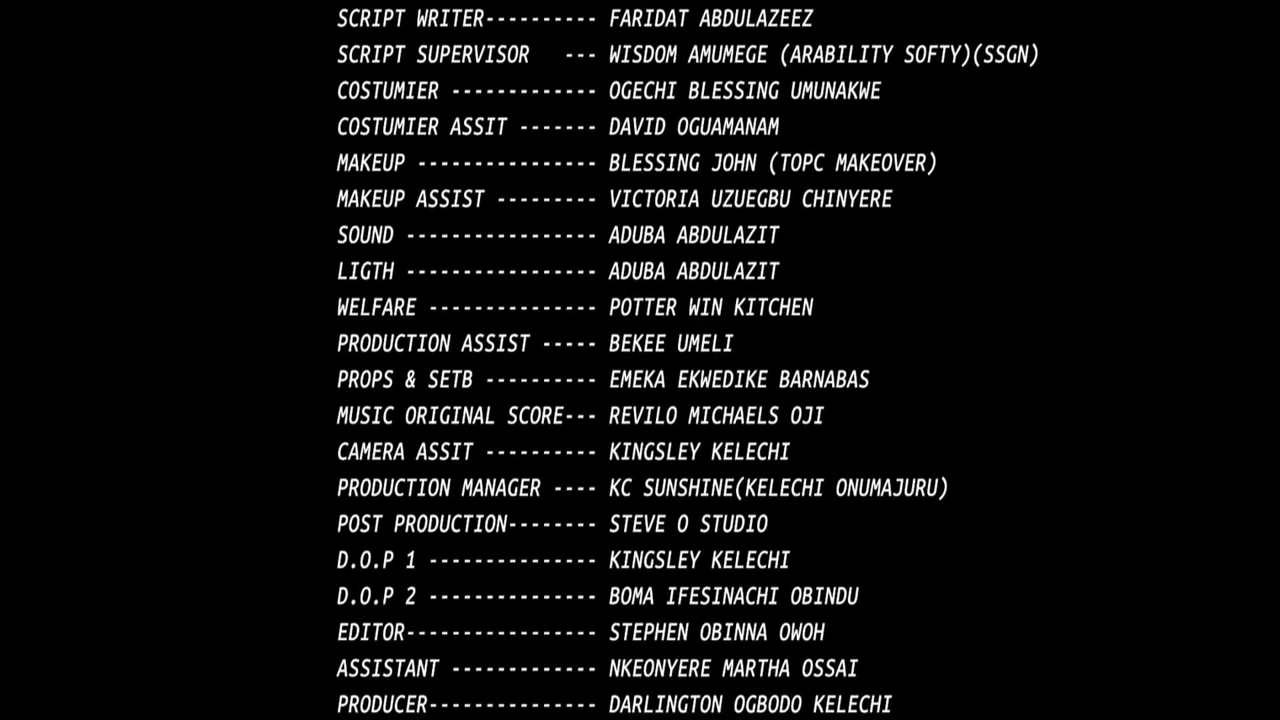 SCRIPT WRITER---------- FARIDAT ABDULAZEEZ
SCRIPT SUPERVISOR --- WISDOM AMUMEGE (ARABILITY SOFTY)(SSGN)
COSTUMIER ------------- OGECHI BLESSING UMUNAKWE
COSTUMIER ASSIT ------- DAVID OGUAMANAM
MAKEUP ---------------- BLESSING JOHN (TOPC MAKEOVER)
MAKEUP ASSIST --------- VICTORIA UZUEGBU CHINYERE
SOUND ----------------- ADUBA ABDULAZIT
LIGTH ----------------- ADUBA ABDULAZIT
WELFARE --------------- POTTER WIN KITCHEN
PRODUCTION ASSIST ----- BEKEE UMELI
PROPS & SETB ---------- EMEKA EKWEDIKE BARNABAS
MUSIC ORIGINAL SCORE--- REVILO MICHAELS OJI
CAMERA ASSIT ---------- KINGSLEY KELECHI
PRODUCTION MANAGER ---- KC SUNSHINE(KELECHI ONUMAJURU)
POST PRODUCTION-------- STEVE O STUDIO
D.O.P 1 --------------- KINGSLEY KELECHI
D.O.P 2 --------------- BOMA IFESINACHI OBINDU
EDITOR----------------- STEPHEN OBINNA OWOH
ASSISTANT ------------- NKEONYERE MARTHA OSSAI
PRODUCER--------------- DARLINGTON OGBODO KELECHI